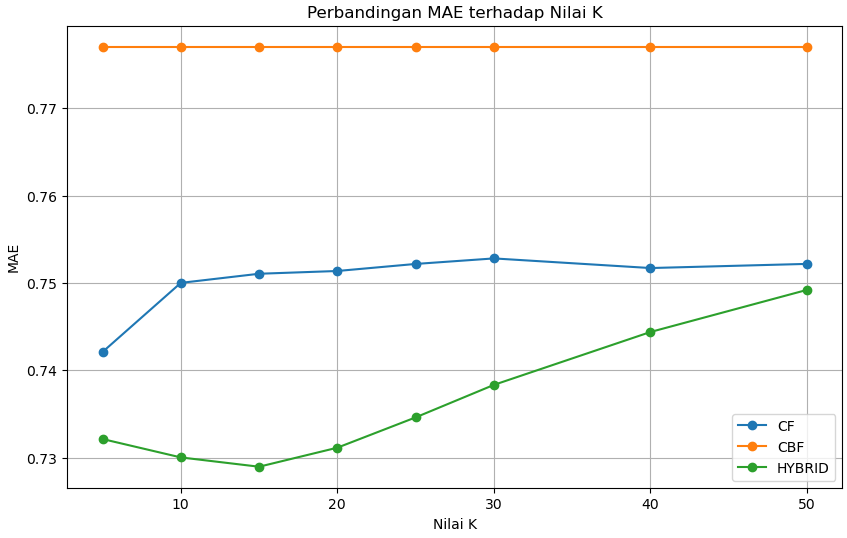 Perbandingan MAE terhadap Nilai K
MAE
0.77
0.76
0.75
0.74
0.73
10 20 30 40 50
Nilai K
CF
CBF
HYBRID